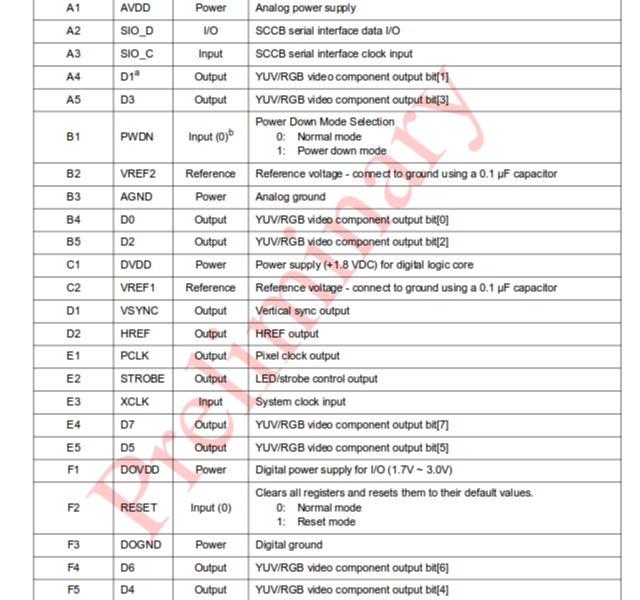 A1 AVDD Power Analog power supply
A2 SIO_D I/O SCCB serial interface data I/O
A3 SIO_C Input SCCB serial interface clock input
A4 D1a Output YUV/RGB video component output bit[1]
A5 D3 Output YUV/RGB video component output bit[3]
B1 PWDN Input (0)b Power Down Mode Selection
0: Normal mode
1: Power down mode
B2 VREF2 Reference Reference voltage - connect to ground using a 0.1 µF capacitor
B3 AGND Power Analog ground
B4 D0 Output YUV/RGB video component output bit[0]
B5 D2 Output YUV/RGB video component output bit[2]
C1 DVDD Power Power supply (+1.8 VDC) for digital logic core
C2 VREF1 Reference Reference voltage - connect to ground using a 0.1 µF capacitor
D1 VSYNC Output Vertical sync output
D2 HREF Output HREF output
E1 PCLK Output Pixel clock output
E2 STROBE Output LED/strobe control output
E3 XCLK Input System clock input
E4 D7 Output YUV/RGB video component output bit[7]
E5 D5 Output YUV/RGB video component output bit[5]
F1 DOVDD Power Digital power supply for I/O (1.7V ~ 3.0V)
F2 RESET Input (0) Clears all registers and resets them to their default values.
0: Normal mode
1: Reset mode
F3 DOGND Power Digital ground
F4 D6 Output YUV/RGB video component output bit[6]
F5 D4 Output YUV/RGB video component output bit[4]
Preliminary